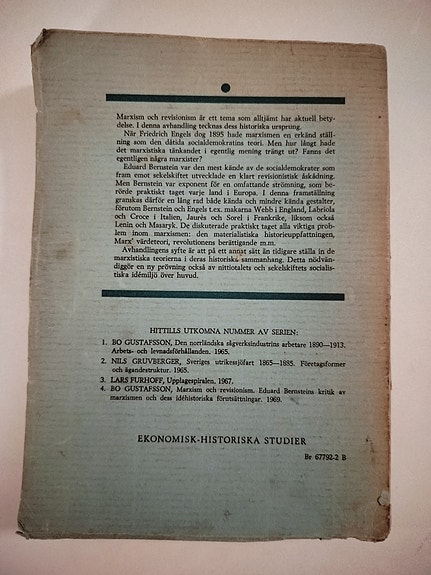 Marxism och revisionism är ett tema som alltjämt har aktuell bety-
delse. I denna avhandling tecknas dess historiska ursprung.
När Friedrich Engels dog 1895 hade marxismen en erkänd ställ-
ning som den dåtida socialdemokratins teori. Men hur långt hade
det marxistiska tänkandet i egentlig mening trängt ut? Fanns det
egentligen några marxister?
Eduard Bernstein var den mest kände av de socialdemokrater som
fram emot sekelskiftet utvecklade en klart revisionistisk åskådning.
Men Bernstein var exponent för en omfattande strömning, som be-
rörde praktiskt taget varje land i Europa. I denna framställning
granskas därför en lång rad både kända och mindre kända gestalter,
förutom Bernstein och Engels t.ex. makarna Webb i England, Labriola
och Croce i Italien, Jaurès och Sorel i Frankrike, liksom också
Lenin och Masaryk. De diskuterade praktiskt taget alla viktiga pro-
blem inom marxismen: den materialistiska historieuppfattningen,
Marx' värdeteori, revolutionens berättigande m.m.
Avhandlingens syfte är att på ett annat sätt än tidigare ställa in de
marxistiska teorierna i deras historiska sammanhang. Detta nödvän-
diggör en ny prövning också av nittiotalets och sekelskiftets socialis-
tiska idémiljö över huvud.
HITTILLS UTKOMNA NUMMER AV SERIEN:
1. BO GUSTAFSSON, Den norrländska sågverksindustrins arbetare 1890—1913.
Arbets- och levnadsförhållanden. 1965.
2. NILS GRUVBERGER, Sveriges utrikessjöfart 1865—1885. Företagsformer
och ägandestruktur. 1965.
3. LARS FURHOFF, Upplagespiralen. 1967.
4. BO GUSTAFSSON, Marxism och revisionism. Eduard Bernsteins kritik av
marxismen och dess idéhistoriska förutsättningar. 1969.
EKONOMISK-HISTORISKA STUDIER
Br 67792-2 B